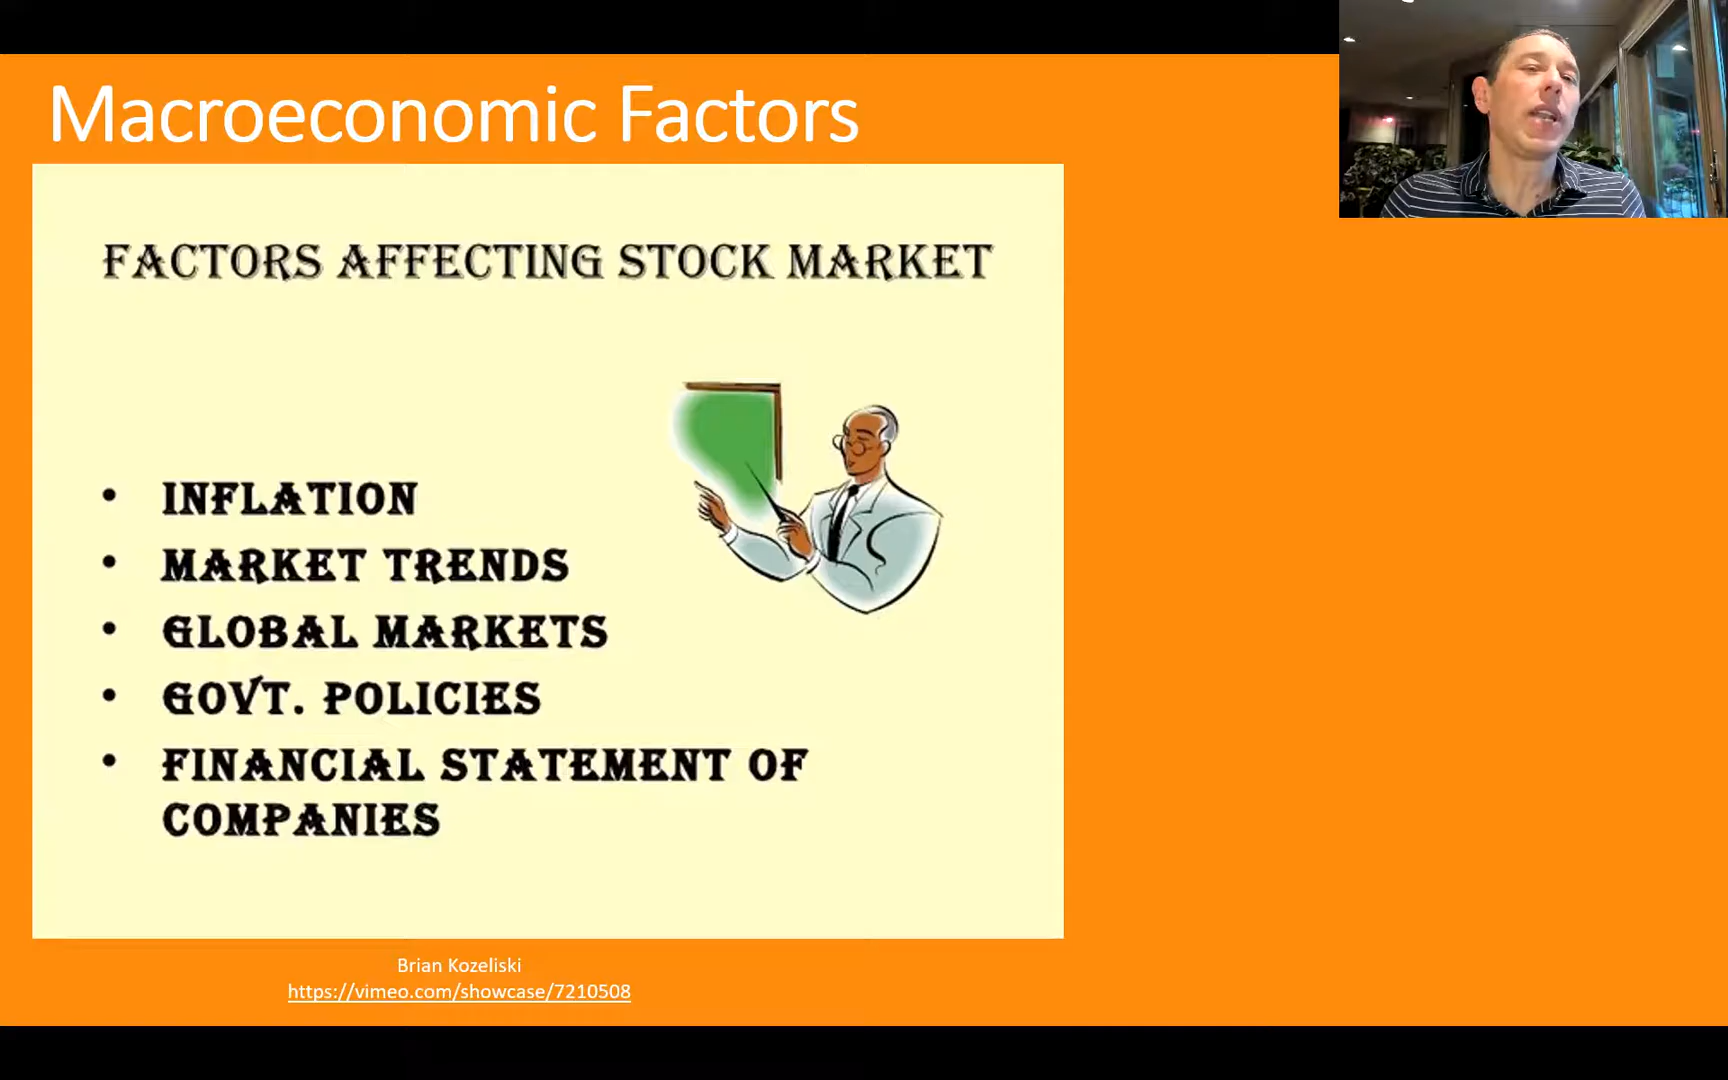 Macroeconomic Factors
FACTORS AFFECTING STOCK MARKET
• INFLATION
• MARKET TRENDS
• GLOBAL MARKETS
• GOVT. POLICIES
• FINANCIAL STATEMENT OF
COMPANIES
Brian Kozeliski
https://vimeo.com/showcase/7210508